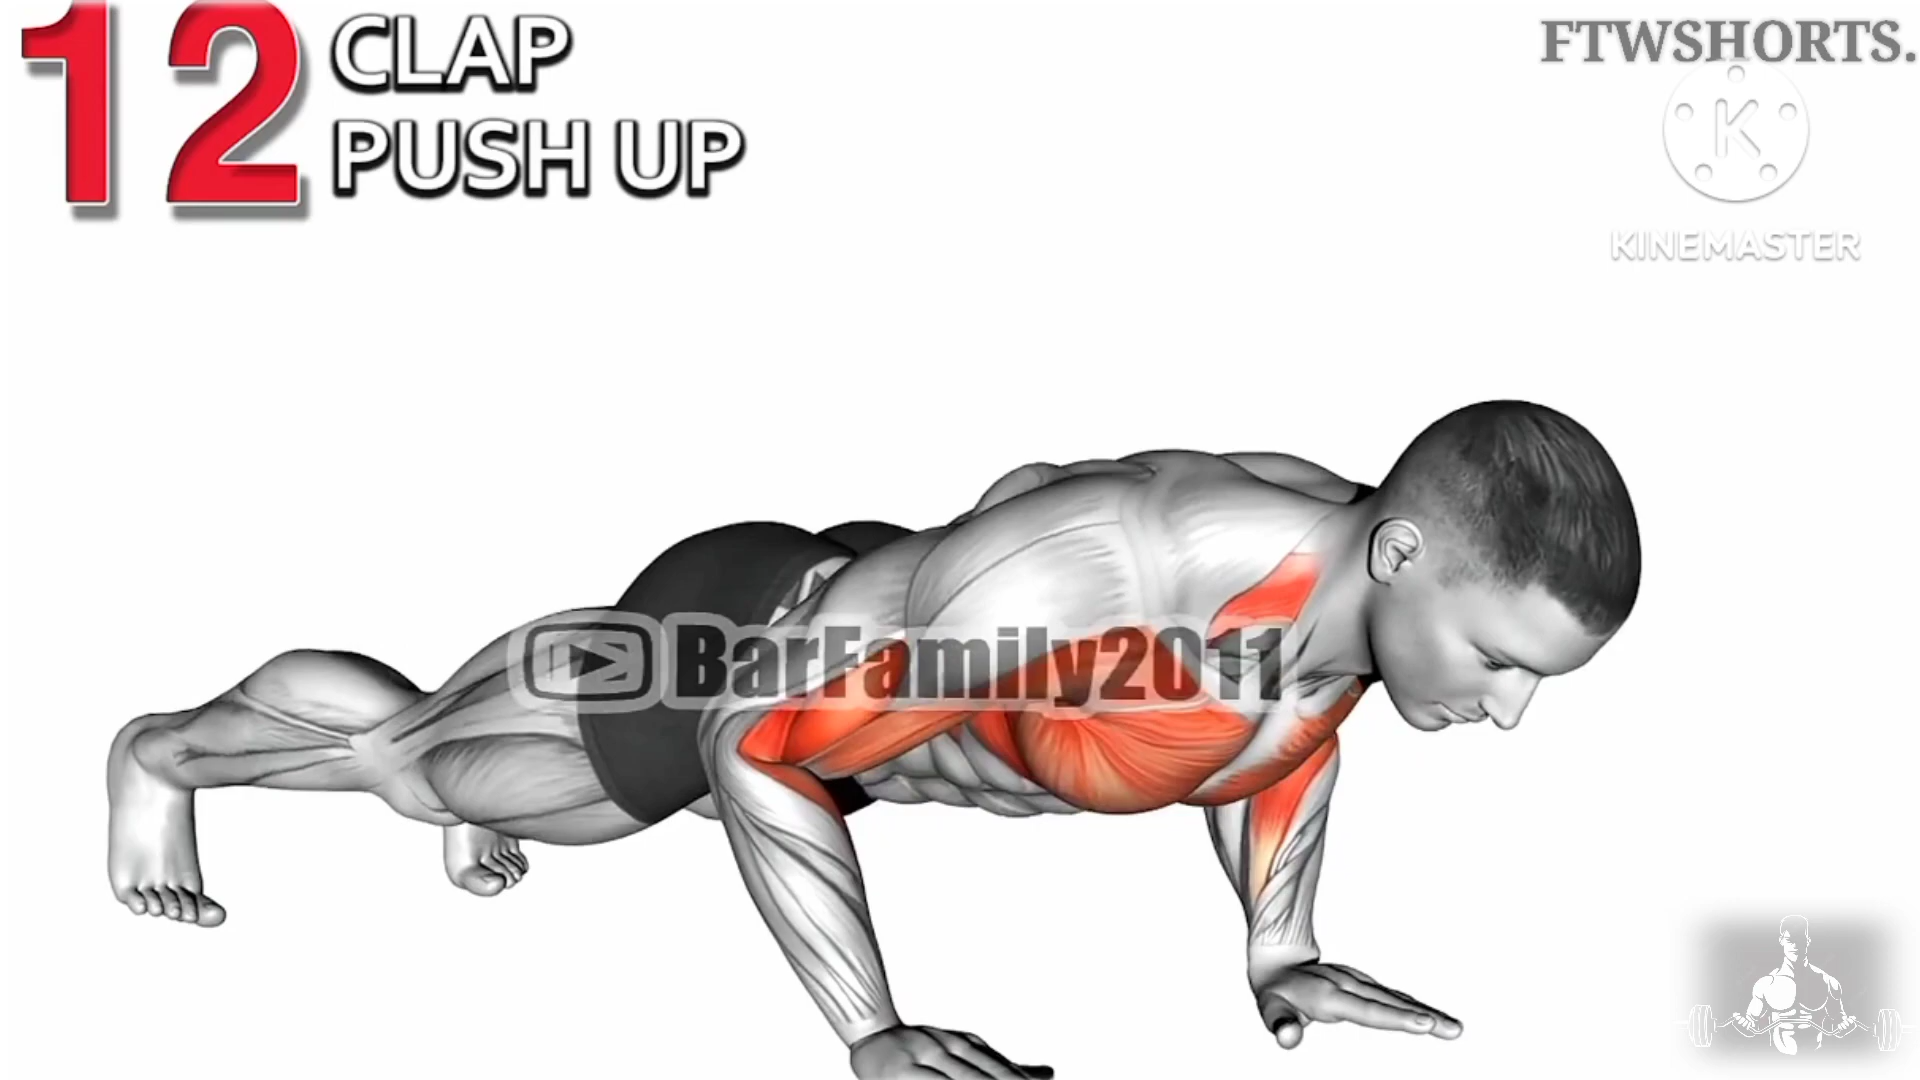 12 CLAP
PUSH UP
FTWSHORTS.
K
KINEMASTER
BarFamily2011